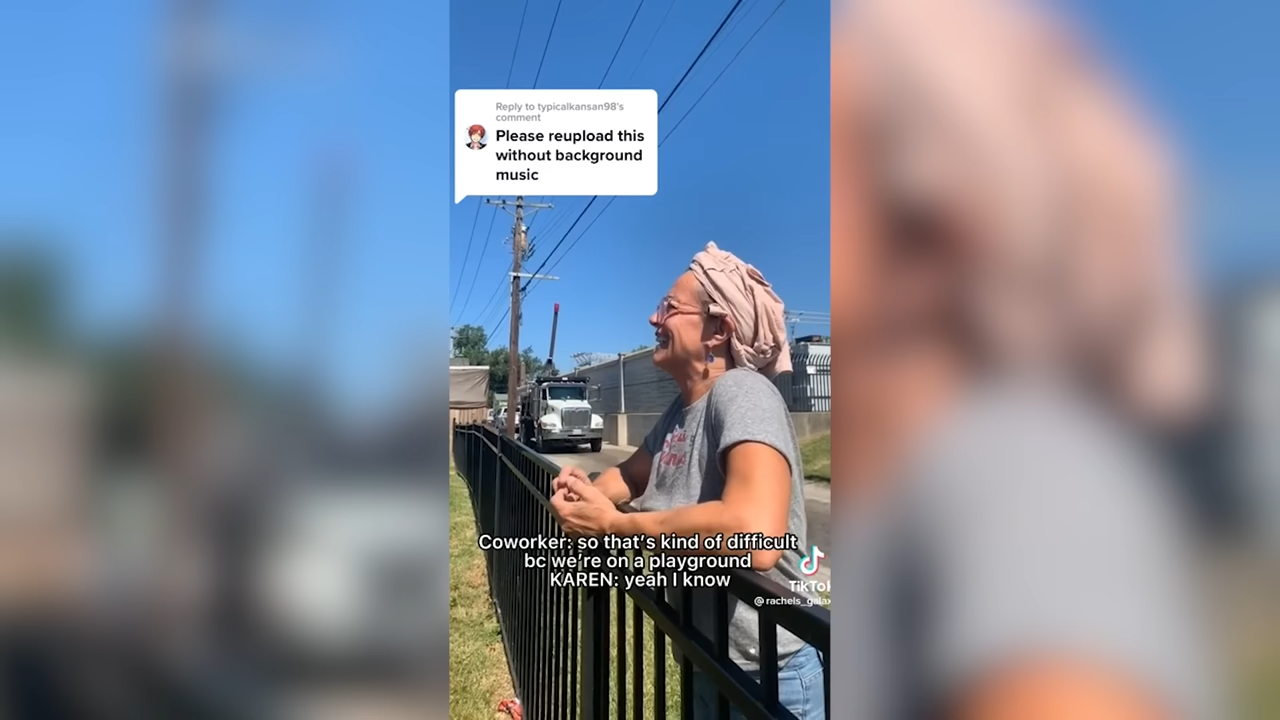 Reply to typicalkansan98's
comment
Please reupload this
without background
music
Coworker: so that's kind of difficult
bc we're on a playground
KAREN: yeah I know
TikTok